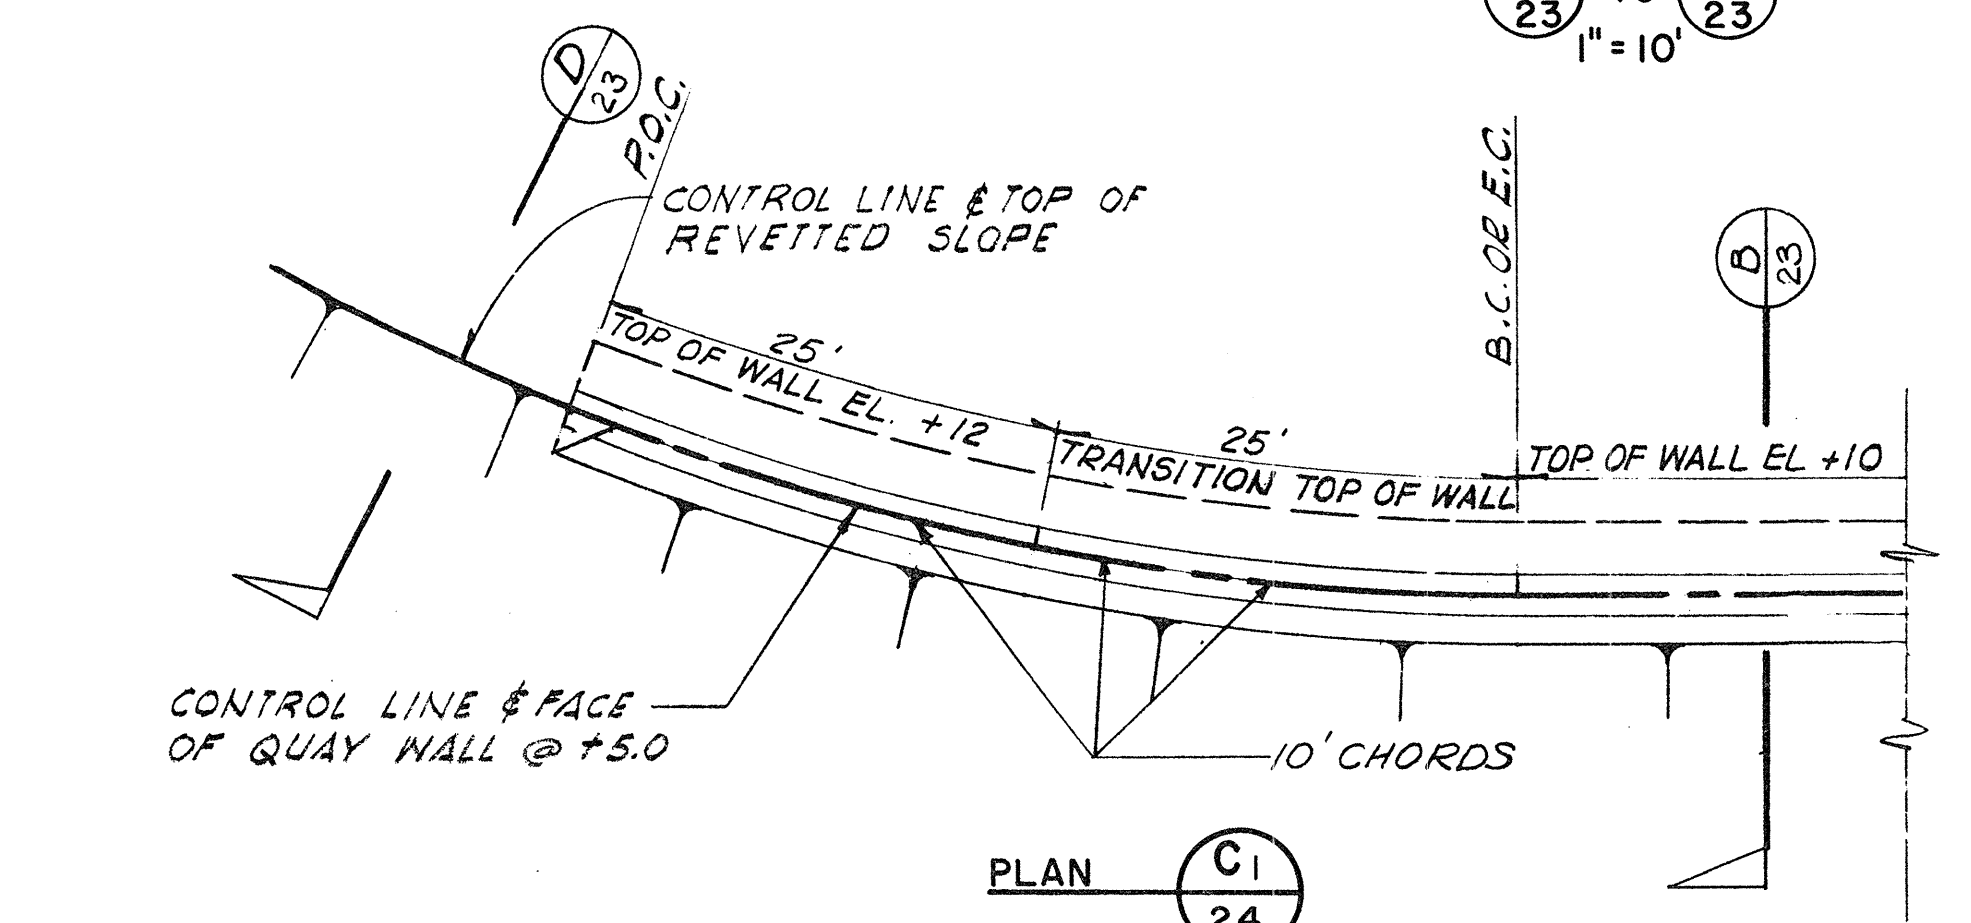 23 23
1" = 10'
D
23
P.O.C.
CONTROL LINE & TOP OF
REVETTED SLOPE
B.C. OR E.C.
B
23
25'
TOP OF WALL EL. +12
25'
TRANSITION TOP OF WALL
TOP OF WALL EL +10
CONTROL LINE & FACE
OF QUAY WALL @ +5.0
10' CHORDS
PLAN
C1
24